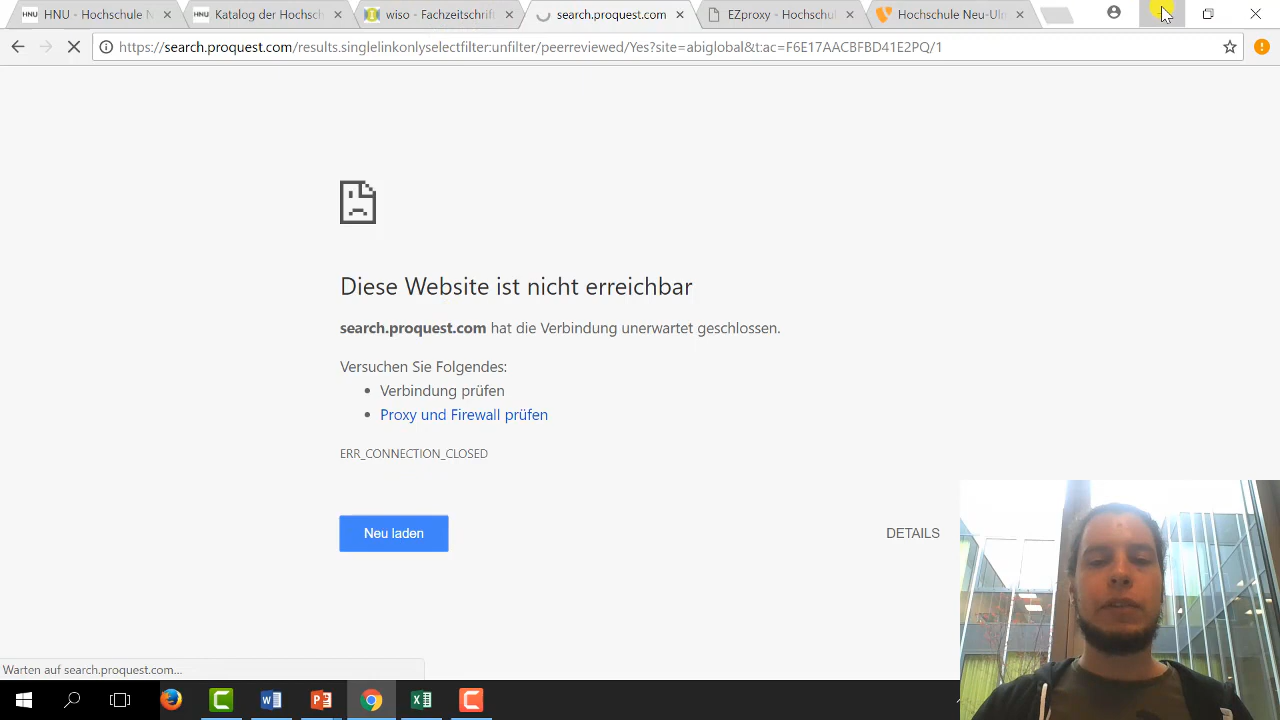 HNU - Hochschule N
Katalog der Hochsch
wiso - Fachzeitschrift
search.proquest.com
EZproxy - Hochschul
Hochschule Neu-Ulm
https://search.proquest.com/results.singlelinkonlyselectfilter:unfilter/peerreviewed/Yes?site=abiglobal&t:ac=F6E17AACBFBD41E2PQ/1
Diese Website ist nicht erreichbar
search.proquest.com hat die Verbindung unerwartet geschlossen.
Versuchen Sie Folgendes:
• Verbindung prüfen
• Proxy und Firewall prüfen
ERR_CONNECTION_CLOSED
Neu laden
DETAILS
Warten auf search.proquest.com...